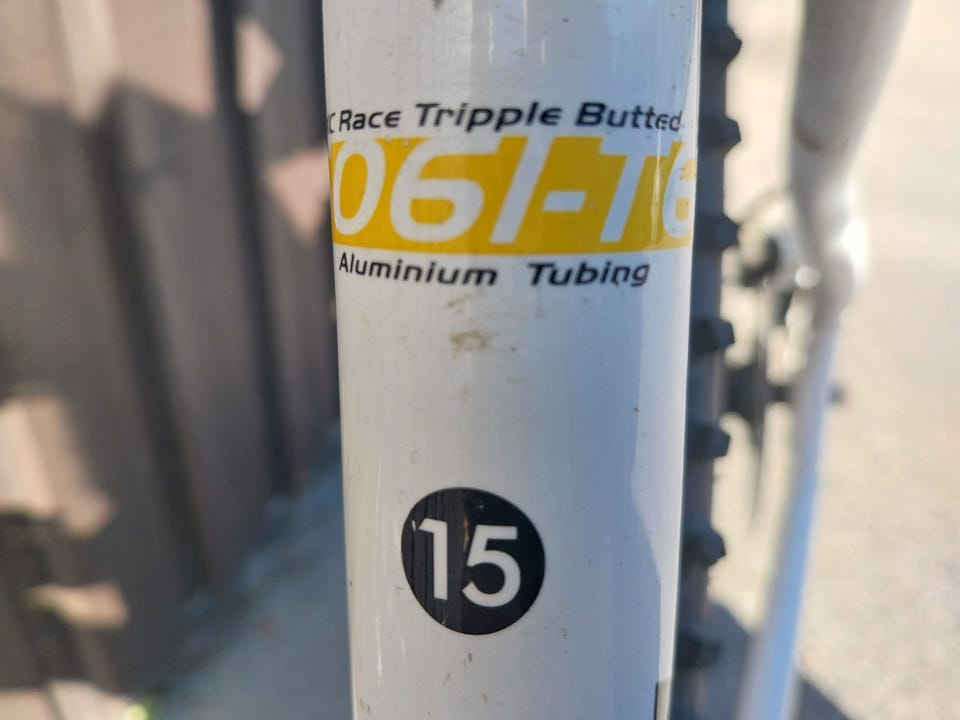 C Race Tripple Butted
061-T6
Aluminium Tubing
15